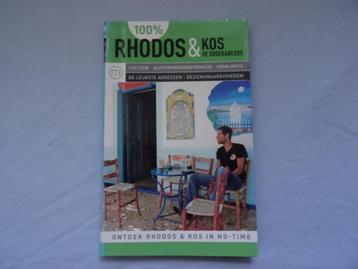 100%
RHODOS & KOS
DE DODEKANESOS
CULTUUR · ACHTERGRONDINFORMATIE · HIGHLIGHTS
m
DE LEUKSTE ADRESSEN · BEZIENSWAARDIGHEDEN
ONTDEK RHODOS & KOS IN NO-TIME